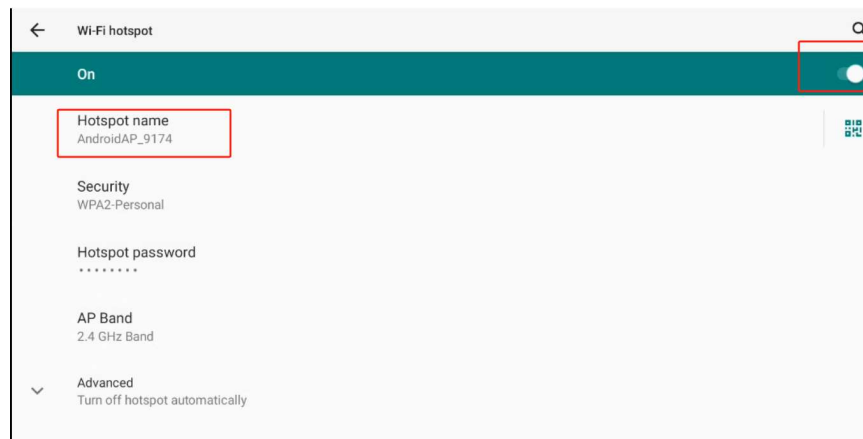 Wi-Fi hotspot
On
Hotspot name
AndroidAP_9174
Security
WPA2-Personal
Hotspot password
••••••••
AP Band
2.4 GHz Band
Advanced
Turn off hotspot automatically